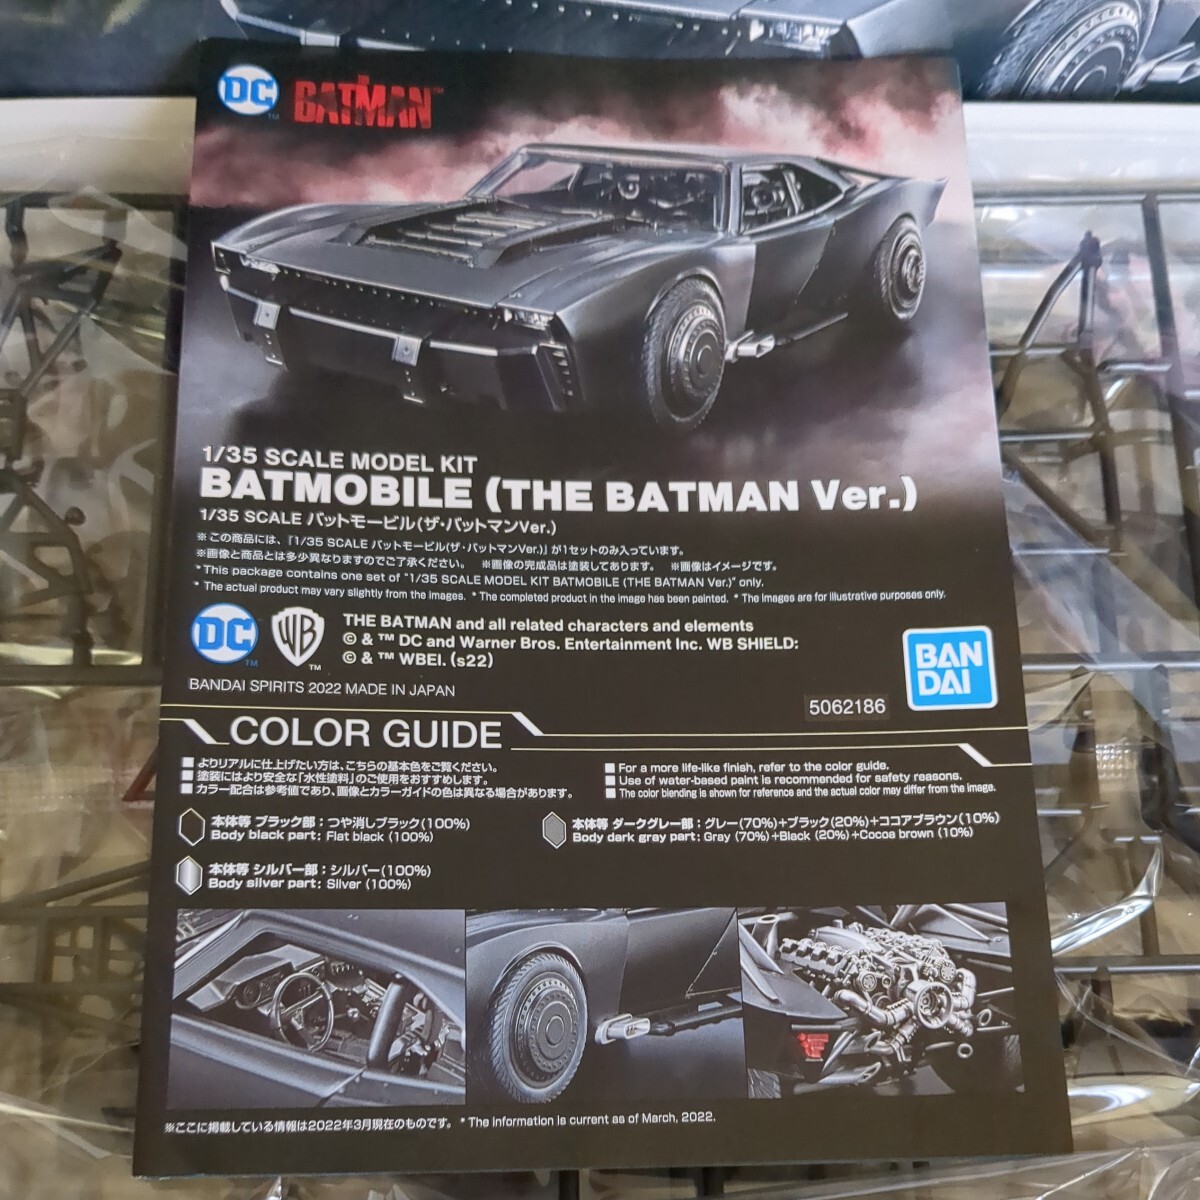 DC
BATMAN™
1/35 SCALE MODEL KIT
BATMOBILE (THE BATMAN Ver.)
1/35 SCALE バットモービル(ザ・バットマンVer.)
※この商品には、『1/35 SCALE バットモービル(ザ・バットマンVer.)』が1セットのみ入っています。
※画像と商品とは多少異なりますのでご了承ください。 ※画像の完成品は塗装してあります。 ※画像はイメージです。
*This package contains one set of "1/35 SCALE MODEL KIT BATMOBILE (THE BATMAN Ver.)" only.
* The actual product may vary slightly from the images. * The completed product in the image has been painted. * The images are for illustrative purposes only.
DC™ WB™
THE BATMAN and all related characters and elements
© & ™ DC and Warner Bros. Entertainment Inc. WB SHIELD:
© & ™ WBEI. (s22)
BANDAI
BANDAI SPIRITS 2022 MADE IN JAPAN
5062186
COLOR GUIDE
■よりリアルに仕上げたい方は、こちらの基本色をご覧ください。
■塗装にはより安全な「水性塗料」のご使用をおすすめします。
■カラー配合は参考値であり、画像とカラーガイドの色は異なる場合があります。
■For a more life-like finish, refer to the color guide.
■Use of water-based paint is recommended for safety reasons.
■The color blending is shown for reference and the actual color may differ from the image.
本体等 ブラック部：つや消しブラック(100%)
Body black part: Flat black (100%)
本体等 ダークグレー部：グレー(70%)+ブラック(20%)+ココアブラウン(10%)
Body dark gray part: Gray (70%)+Black (20%)+Cocoa brown (10%)
本体等 シルバー部：シルバー(100%)
Body silver part: Silver (100%)
※ここに掲載している情報は2022年3月現在のものです。 * The information is current as of March, 2022.